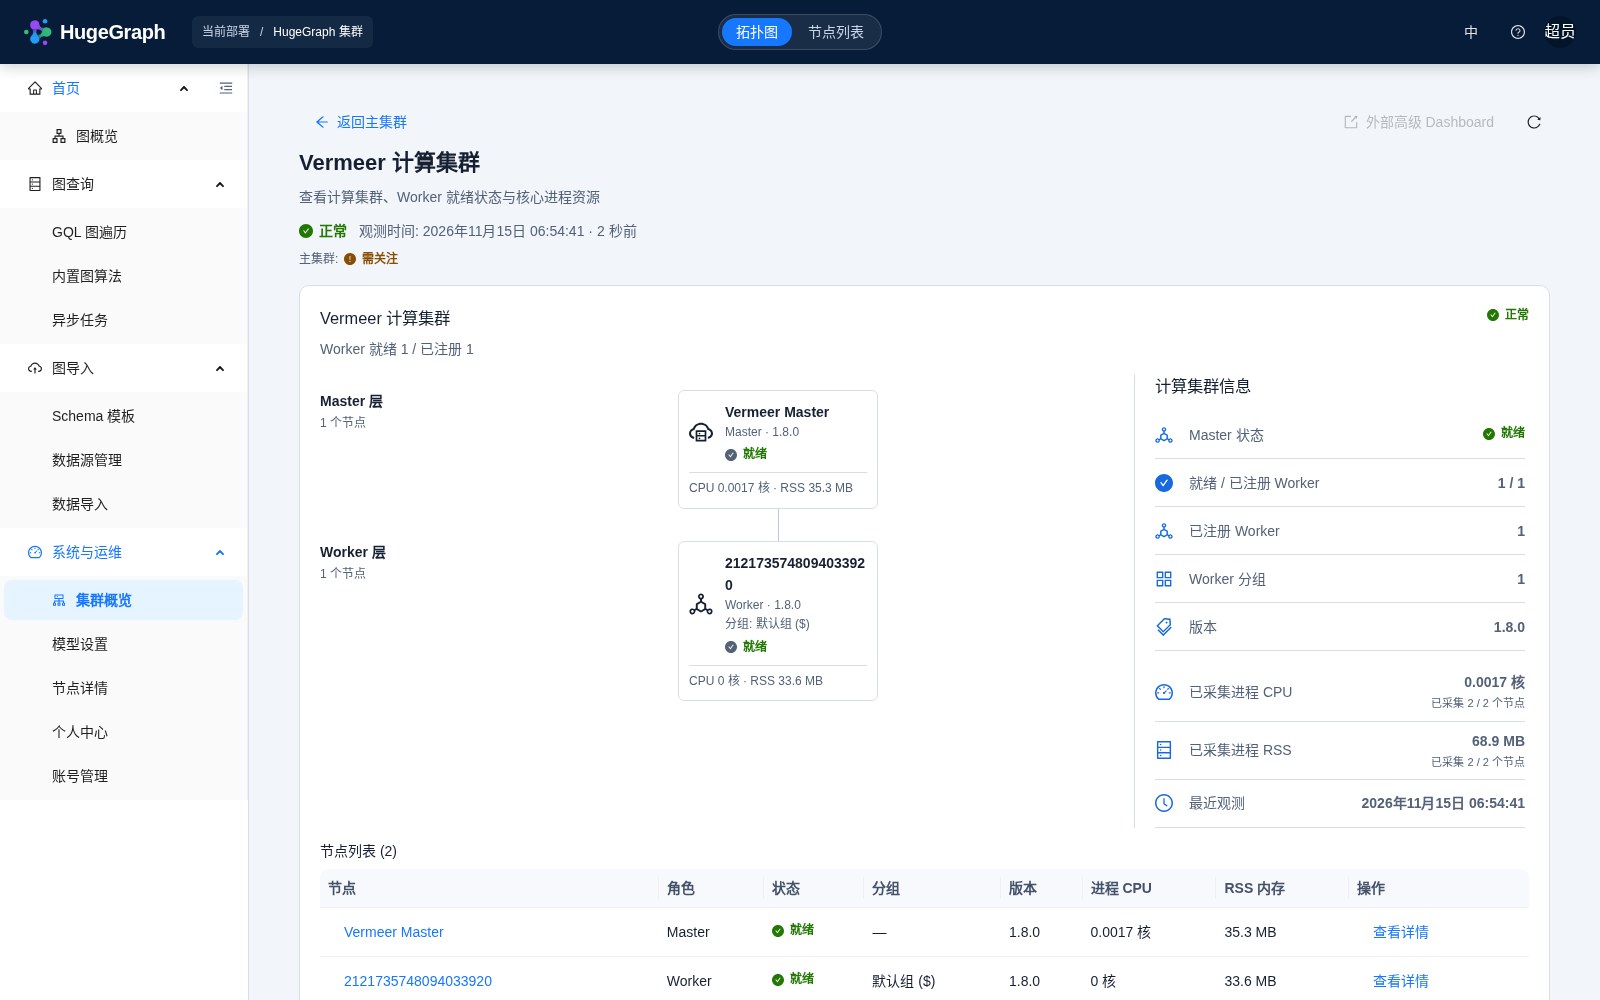 HugeGraph
当前部署 / HugeGraph 集群
拓扑图 节点列表
中 超员
首页
图概览
图查询
GQL 图遍历
内置图算法
异步任务
图导入
Schema 模板
数据源管理
数据导入
系统与运维
集群概览
模型设置
节点详情
个人中心
账号管理
返回主集群
外部高级 Dashboard
Vermeer 计算集群
查看计算集群、Worker 就绪状态与核心进程资源
正常 观测时间: 2026年11月15日 06:54:41 · 2 秒前
主集群: 需关注
Vermeer 计算集群
正常
Worker 就绪 1 / 已注册 1
Master 层
1 个节点
Vermeer Master
Master · 1.8.0
就绪
CPU 0.0017 核 · RSS 35.3 MB
Worker 层
1 个节点
212173574809403392
0
Worker · 1.8.0
分组: 默认组 ($)
就绪
CPU 0 核 · RSS 33.6 MB
计算集群信息
Master 状态 就绪
就绪 / 已注册 Worker 1 / 1
已注册 Worker 1
Worker 分组 1
版本 1.8.0
已采集进程 CPU 0.0017 核
已采集 2 / 2 个节点
已采集进程 RSS 68.9 MB
已采集 2 / 2 个节点
最近观测 2026年11月15日 06:54:41
节点列表 (2)
节点 角色 状态 分组 版本 进程 CPU RSS 内存 操作
Vermeer Master Master 就绪 — 1.8.0 0.0017 核 35.3 MB 查看详情
2121735748094033920 Worker 就绪 默认组 ($) 1.8.0 0 核 33.6 MB 查看详情